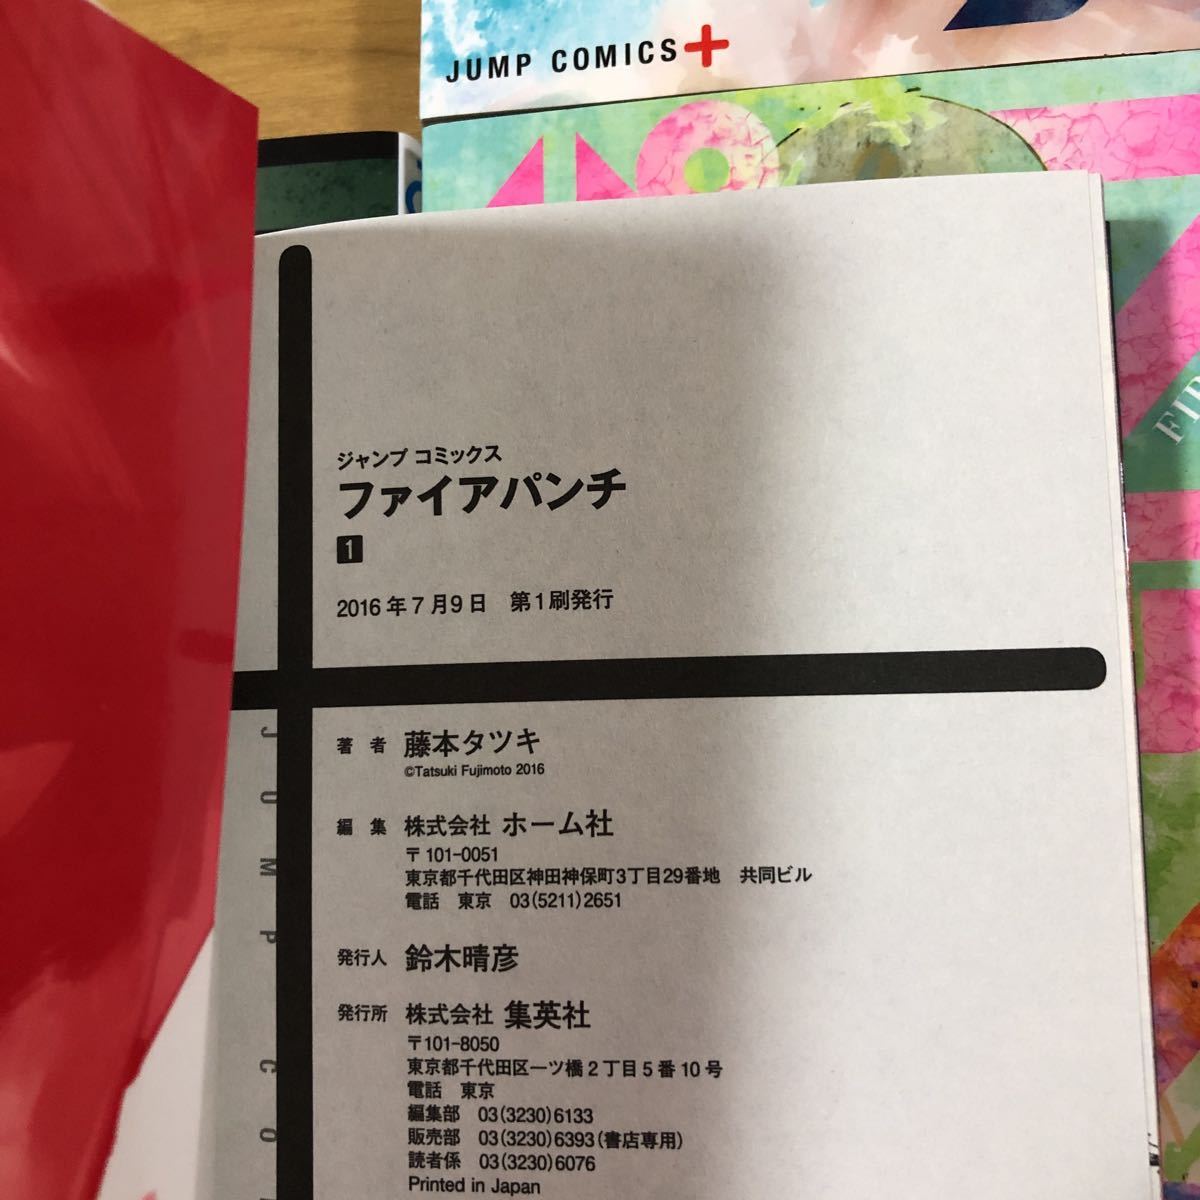 JUMP COMICS+
ジャンプ コミックス
ファイアパンチ
1
2016年7月9日 第1刷発行
著者 藤本タツキ
©Tatsuki Fujimoto 2016
編集 株式会社 ホーム社
〒101-0051
東京都千代田区神田神保町3丁目29番地 共同ビル
電話 東京 03(5211)2651
発行人 鈴木晴彦
発行所 株式会社 集英社
〒101-8050
東京都千代田区一ツ橋2丁目5番10号
電話 東京
編集部 03(3230)6133
販売部 03(3230)6393(書店専用)
読者係 03(3230)6076
Printed in Japan
JUMP CO